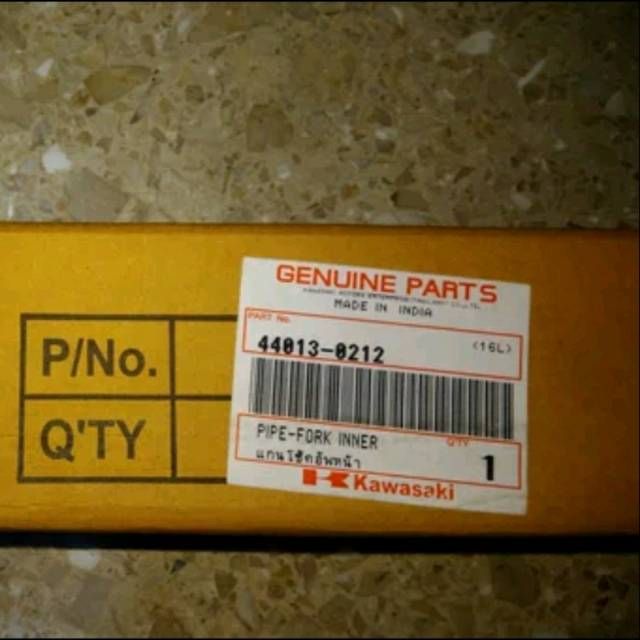 P/No.
Q'TY
GENUINE PARTS
MADE IN INDIA
PART No.
44013-0212 (16L)
PIPE-FORK INNER
แกนโช๊คอัพหน้า
Q'TY
1
Kawasaki